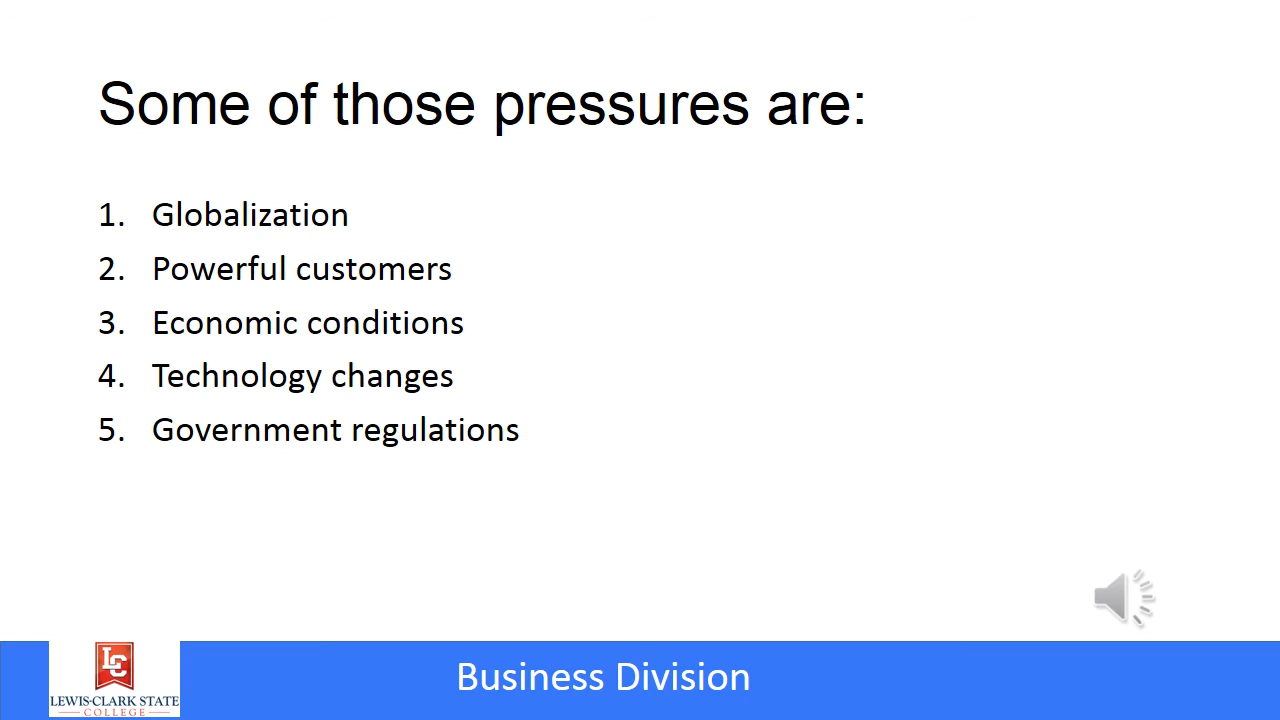 Some of those pressures are:
1. Globalization
2. Powerful customers
3. Economic conditions
4. Technology changes
5. Government regulations
LC
LEWIS-CLARK STATE
COLLEGE
Business Division